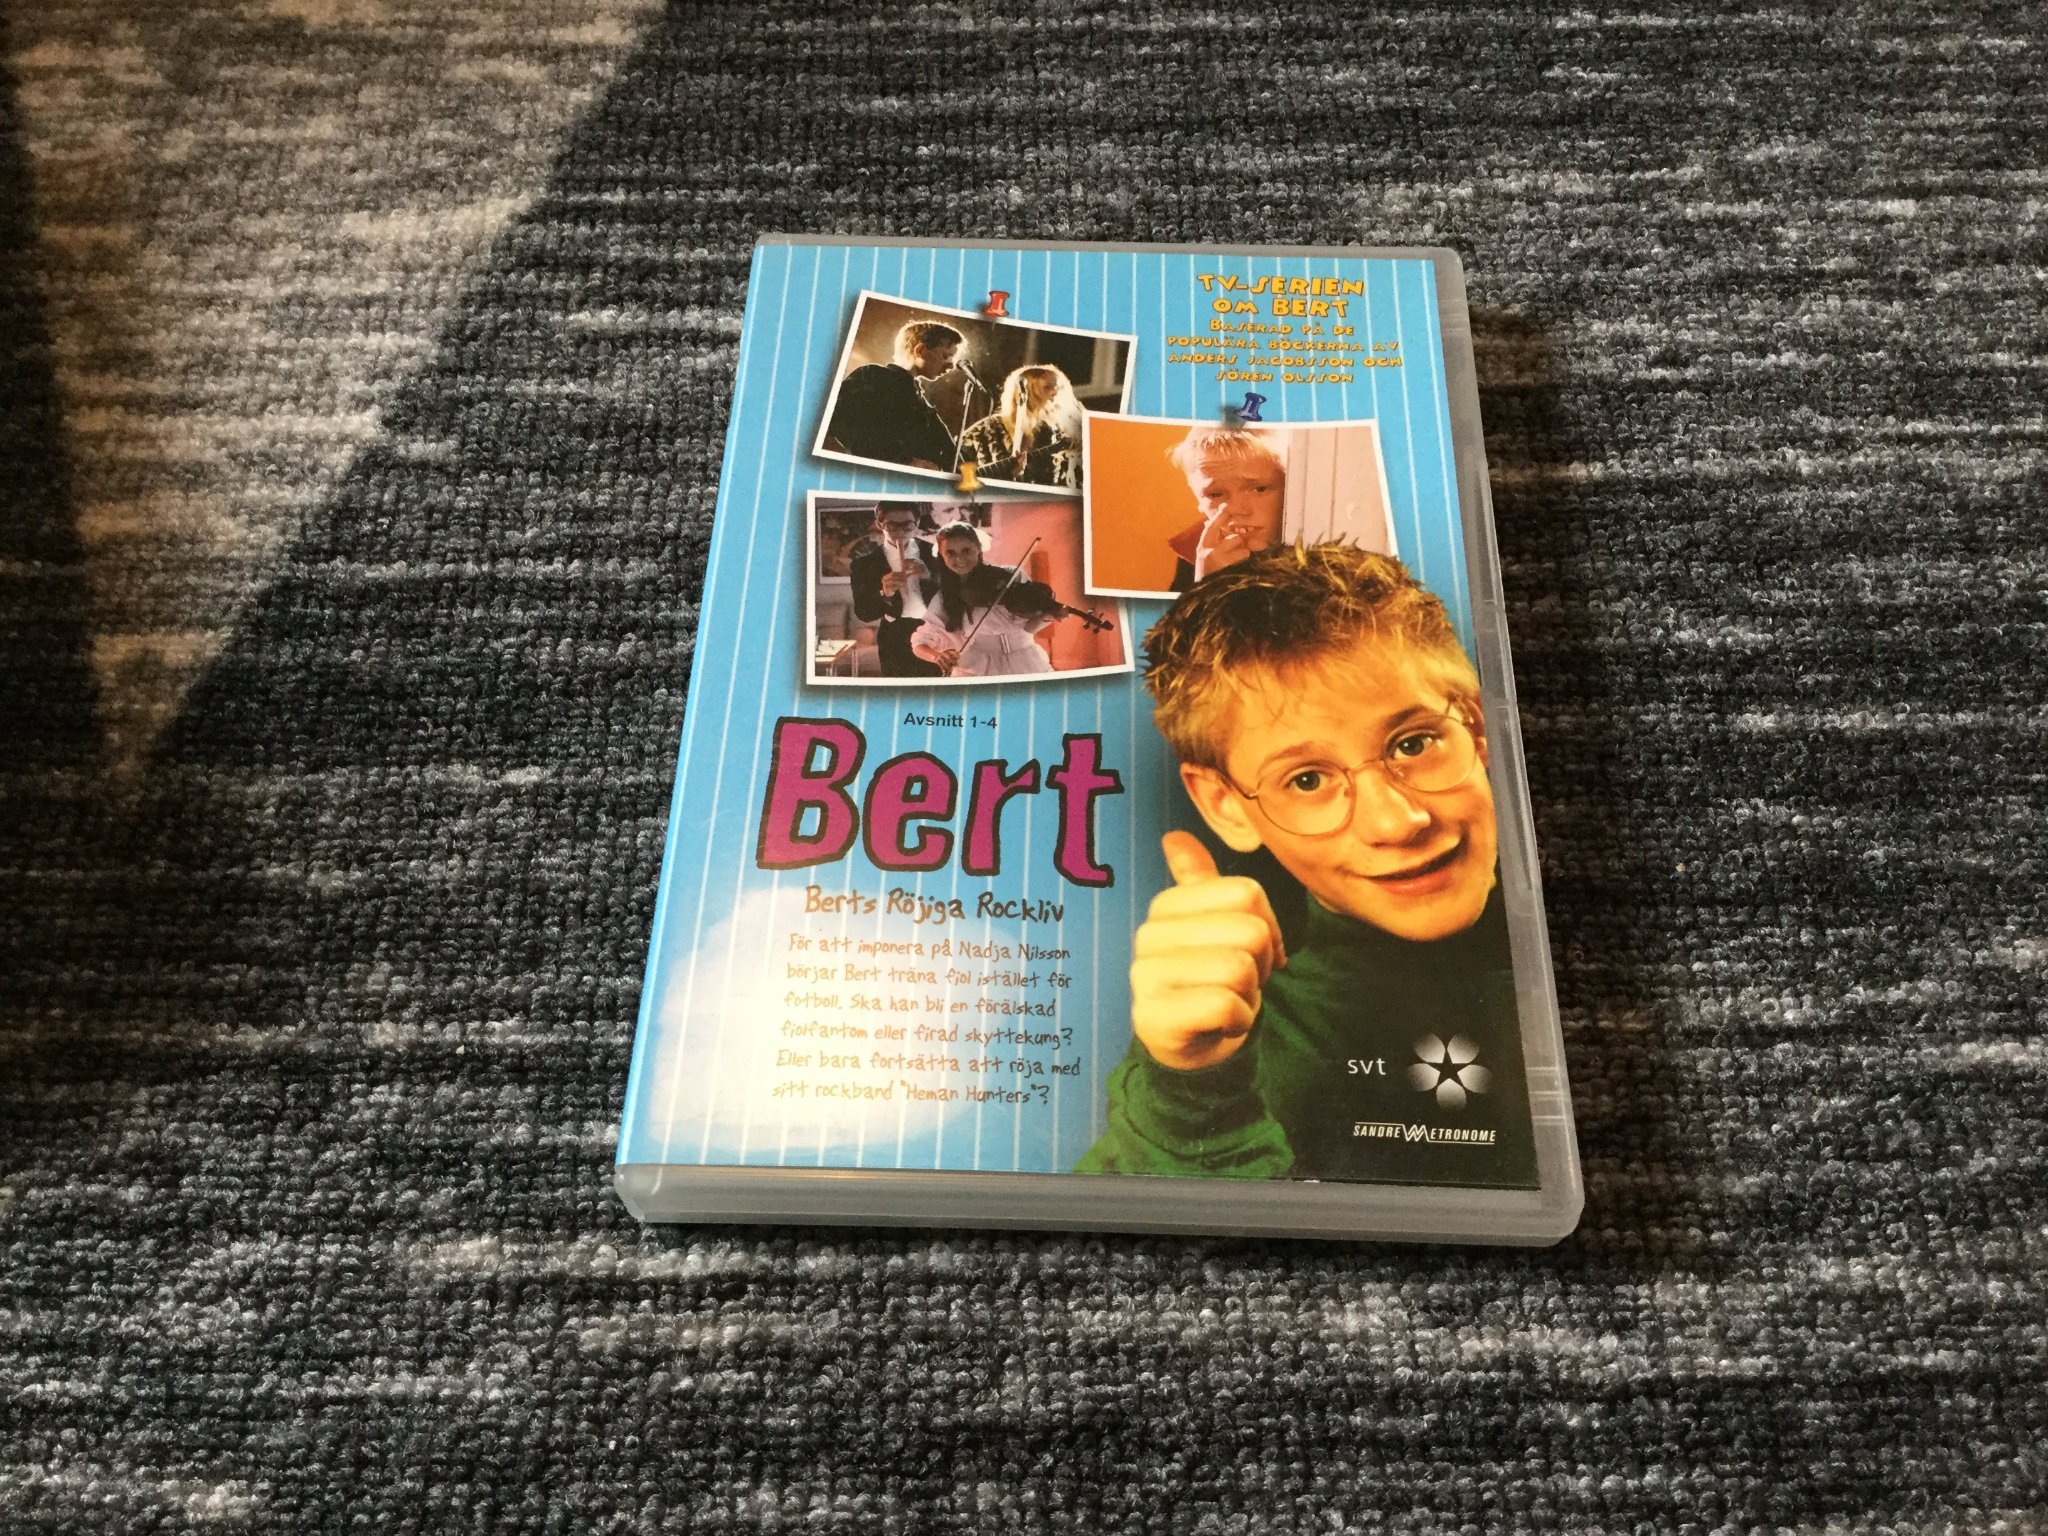 TV-SERIEN
OM BERT
BASERAD PÅ DE
POPULÄRA BÖCKERNA AV
ANDERS JACOBSSON OCH
SÖREN OLSSON
Avsnitt 1-4
Bert
Berts Röjiga Rockliv
För att imponera på Nadja Nilsson
börjar Bert träna fiol istället för
fotboll. Ska han bli en förälskad
fiolfantom eller firad skyttekung?
Eller bara fortsätta att röja med
sitt rockband "Heman Hunters"?
svt
SANDREW METRONOME